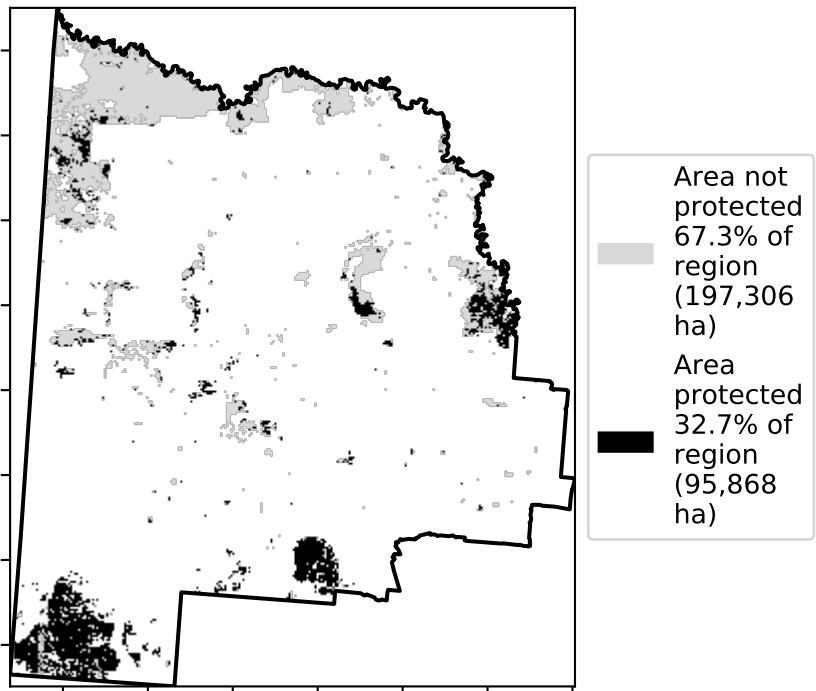 Area not
protected
67.3% of
region
(197,306
ha)
Area
protected
32.7% of
region
(95,868
ha)